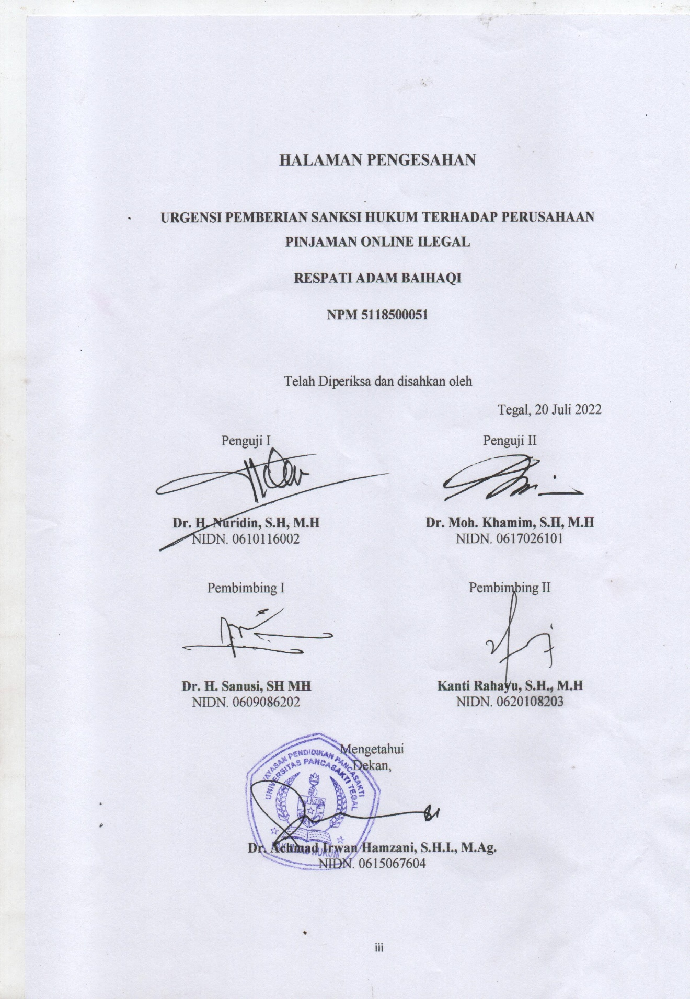 HALAMAN PENGESAHAN
URGENSI PEMBERIAN SANKSI HUKUM TERHADAP PERUSAHAAN
PINJAMAN ONLINE ILEGAL
RESPATI ADAM BAIHAQI
NPM 5118500051
Telah Diperiksa dan disahkan oleh
Tegal, 20 Juli 2022
Penguji I
Penguji II
Dr. H. Nuridin, S.H, M.H
NIDN. 0610116002
Dr. Moh. Khamim, S.H, M.H
NIDN. 0617026101
Pembimbing I
Pembimbing II
Dr. H. Sanusi, SH MH
NIDN. 0609086202
Kanti Rahayu, S.H., M.H
NIDN. 0620108203
Mengetahui
Dekan,
YAYASAN PENDIDIKAN PANCASAKTI
UNIVERSITAS PANCASAKTI TEGAL
HUKUM
Dr. Achmad Irwan Hamzani, S.H.I., M.Ag.
NIDN. 0615067604
iii